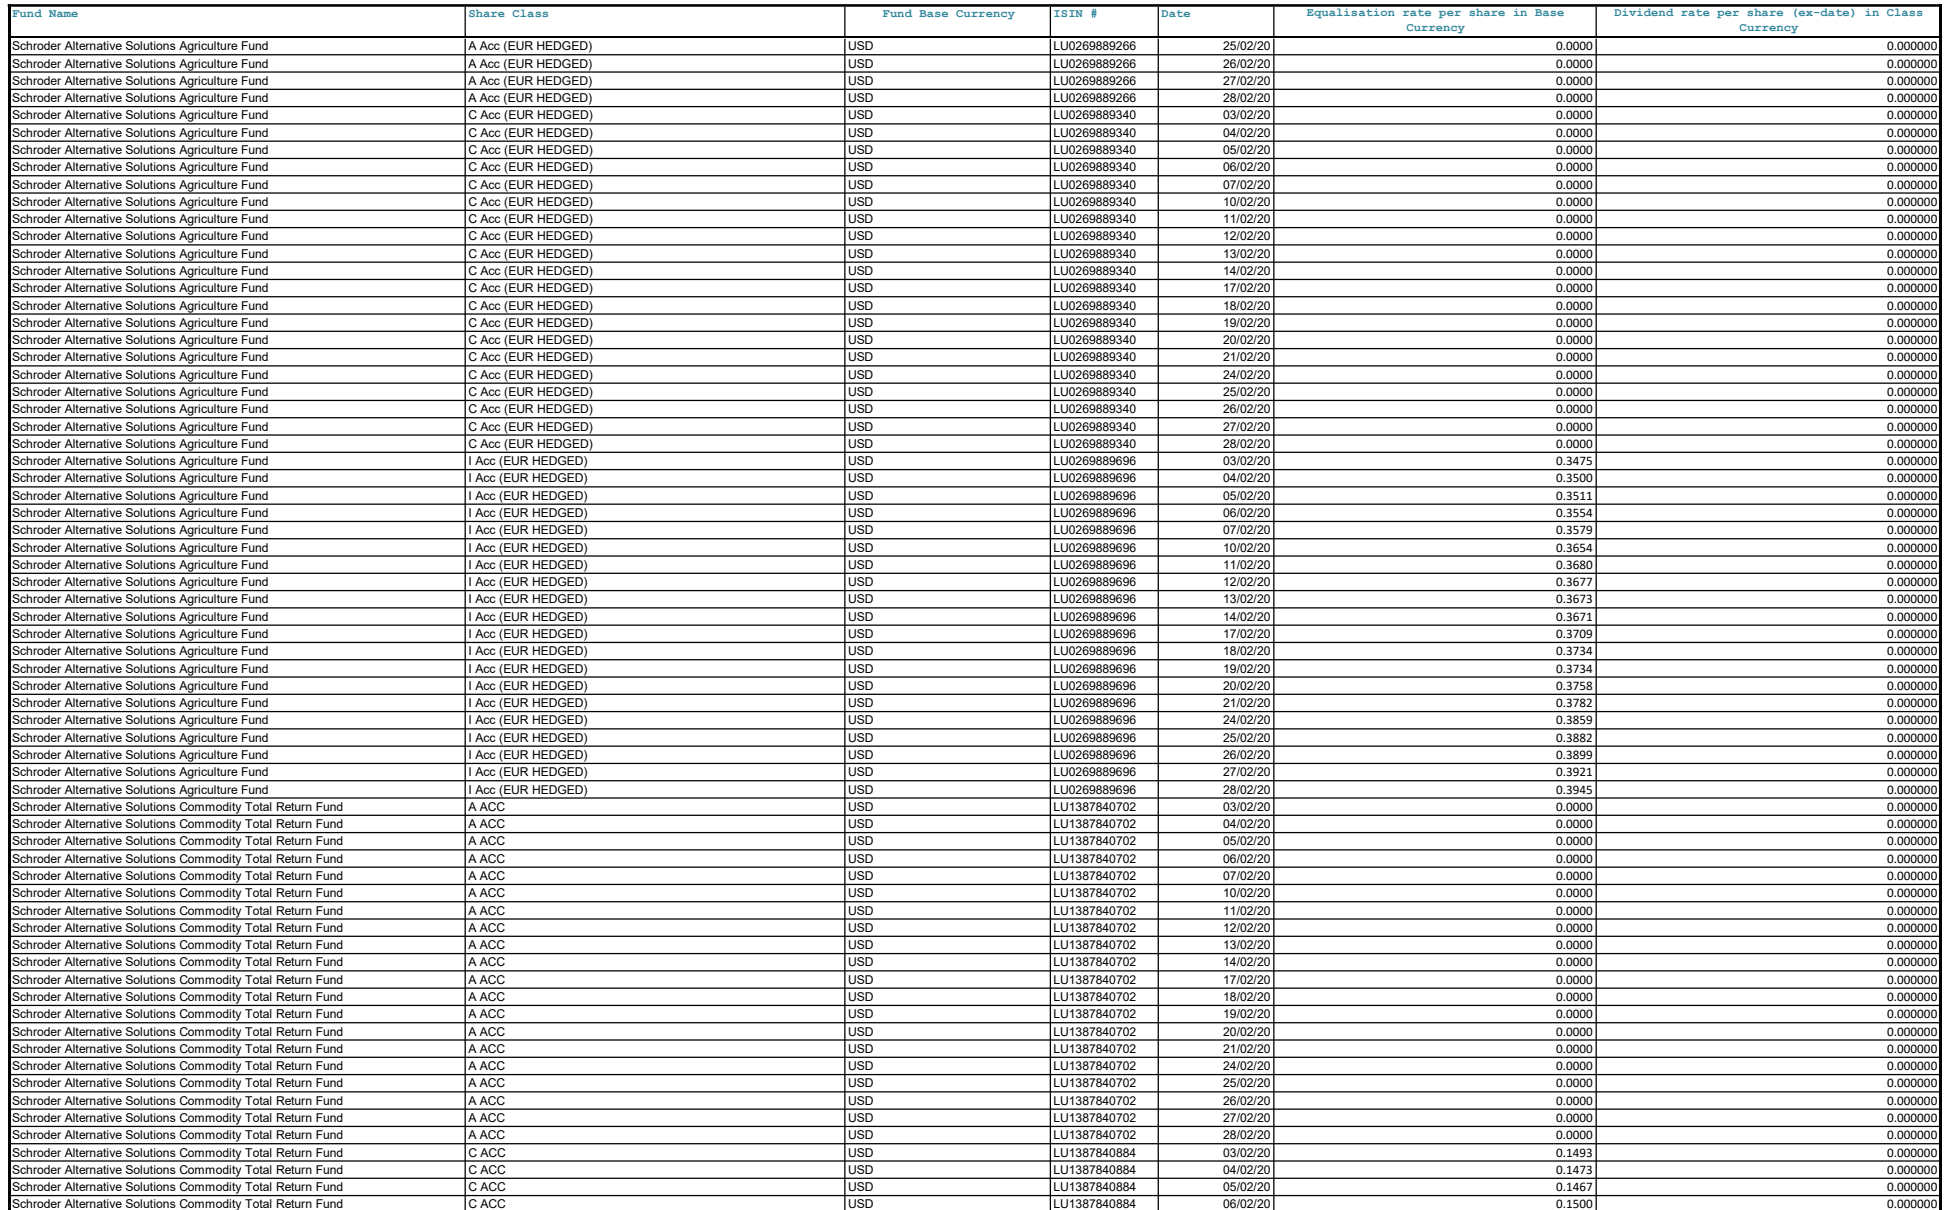 Fund Name Share Class Fund Base Currency ISIN # Date Equalisation rate per share in Base Currency Dividend rate per share (ex-date) in Class Currency
Schroder Alternative Solutions Agriculture Fund A Acc (EUR HEDGED) USD LU0269889266 25/02/20 0.0000 0.000000
Schroder Alternative Solutions Agriculture Fund A Acc (EUR HEDGED) USD LU0269889266 26/02/20 0.0000 0.000000
Schroder Alternative Solutions Agriculture Fund A Acc (EUR HEDGED) USD LU0269889266 27/02/20 0.0000 0.000000
Schroder Alternative Solutions Agriculture Fund A Acc (EUR HEDGED) USD LU0269889266 28/02/20 0.0000 0.000000
Schroder Alternative Solutions Agriculture Fund C Acc (EUR HEDGED) USD LU0269889340 03/02/20 0.0000 0.000000
Schroder Alternative Solutions Agriculture Fund C Acc (EUR HEDGED) USD LU0269889340 04/02/20 0.0000 0.000000
Schroder Alternative Solutions Agriculture Fund C Acc (EUR HEDGED) USD LU0269889340 05/02/20 0.0000 0.000000
Schroder Alternative Solutions Agriculture Fund C Acc (EUR HEDGED) USD LU0269889340 06/02/20 0.0000 0.000000
Schroder Alternative Solutions Agriculture Fund C Acc (EUR HEDGED) USD LU0269889340 07/02/20 0.0000 0.000000
Schroder Alternative Solutions Agriculture Fund C Acc (EUR HEDGED) USD LU0269889340 10/02/20 0.0000 0.000000
Schroder Alternative Solutions Agriculture Fund C Acc (EUR HEDGED) USD LU0269889340 11/02/20 0.0000 0.000000
Schroder Alternative Solutions Agriculture Fund C Acc (EUR HEDGED) USD LU0269889340 12/02/20 0.0000 0.000000
Schroder Alternative Solutions Agriculture Fund C Acc (EUR HEDGED) USD LU0269889340 13/02/20 0.0000 0.000000
Schroder Alternative Solutions Agriculture Fund C Acc (EUR HEDGED) USD LU0269889340 14/02/20 0.0000 0.000000
Schroder Alternative Solutions Agriculture Fund C Acc (EUR HEDGED) USD LU0269889340 17/02/20 0.0000 0.000000
Schroder Alternative Solutions Agriculture Fund C Acc (EUR HEDGED) USD LU0269889340 18/02/20 0.0000 0.000000
Schroder Alternative Solutions Agriculture Fund C Acc (EUR HEDGED) USD LU0269889340 19/02/20 0.0000 0.000000
Schroder Alternative Solutions Agriculture Fund C Acc (EUR HEDGED) USD LU0269889340 20/02/20 0.0000 0.000000
Schroder Alternative Solutions Agriculture Fund C Acc (EUR HEDGED) USD LU0269889340 21/02/20 0.0000 0.000000
Schroder Alternative Solutions Agriculture Fund C Acc (EUR HEDGED) USD LU0269889340 24/02/20 0.0000 0.000000
Schroder Alternative Solutions Agriculture Fund C Acc (EUR HEDGED) USD LU0269889340 25/02/20 0.0000 0.000000
Schroder Alternative Solutions Agriculture Fund C Acc (EUR HEDGED) USD LU0269889340 26/02/20 0.0000 0.000000
Schroder Alternative Solutions Agriculture Fund C Acc (EUR HEDGED) USD LU0269889340 27/02/20 0.0000 0.000000
Schroder Alternative Solutions Agriculture Fund C Acc (EUR HEDGED) USD LU0269889340 28/02/20 0.0000 0.000000
Schroder Alternative Solutions Agriculture Fund I Acc (EUR HEDGED) USD LU0269889696 03/02/20 0.3475 0.000000
Schroder Alternative Solutions Agriculture Fund I Acc (EUR HEDGED) USD LU0269889696 04/02/20 0.3500 0.000000
Schroder Alternative Solutions Agriculture Fund I Acc (EUR HEDGED) USD LU0269889696 05/02/20 0.3511 0.000000
Schroder Alternative Solutions Agriculture Fund I Acc (EUR HEDGED) USD LU0269889696 06/02/20 0.3554 0.000000
Schroder Alternative Solutions Agriculture Fund I Acc (EUR HEDGED) USD LU0269889696 07/02/20 0.3579 0.000000
Schroder Alternative Solutions Agriculture Fund I Acc (EUR HEDGED) USD LU0269889696 10/02/20 0.3654 0.000000
Schroder Alternative Solutions Agriculture Fund I Acc (EUR HEDGED) USD LU0269889696 11/02/20 0.3680 0.000000
Schroder Alternative Solutions Agriculture Fund I Acc (EUR HEDGED) USD LU0269889696 12/02/20 0.3677 0.000000
Schroder Alternative Solutions Agriculture Fund I Acc (EUR HEDGED) USD LU0269889696 13/02/20 0.3673 0.000000
Schroder Alternative Solutions Agriculture Fund I Acc (EUR HEDGED) USD LU0269889696 14/02/20 0.3671 0.000000
Schroder Alternative Solutions Agriculture Fund I Acc (EUR HEDGED) USD LU0269889696 17/02/20 0.3709 0.000000
Schroder Alternative Solutions Agriculture Fund I Acc (EUR HEDGED) USD LU0269889696 18/02/20 0.3734 0.000000
Schroder Alternative Solutions Agriculture Fund I Acc (EUR HEDGED) USD LU0269889696 19/02/20 0.3734 0.000000
Schroder Alternative Solutions Agriculture Fund I Acc (EUR HEDGED) USD LU0269889696 20/02/20 0.3758 0.000000
Schroder Alternative Solutions Agriculture Fund I Acc (EUR HEDGED) USD LU0269889696 21/02/20 0.3782 0.000000
Schroder Alternative Solutions Agriculture Fund I Acc (EUR HEDGED) USD LU0269889696 24/02/20 0.3859 0.000000
Schroder Alternative Solutions Agriculture Fund I Acc (EUR HEDGED) USD LU0269889696 25/02/20 0.3882 0.000000
Schroder Alternative Solutions Agriculture Fund I Acc (EUR HEDGED) USD LU0269889696 26/02/20 0.3899 0.000000
Schroder Alternative Solutions Agriculture Fund I Acc (EUR HEDGED) USD LU0269889696 27/02/20 0.3921 0.000000
Schroder Alternative Solutions Agriculture Fund I Acc (EUR HEDGED) USD LU0269889696 28/02/20 0.3945 0.000000
Schroder Alternative Solutions Commodity Total Return Fund A ACC USD LU1387840702 03/02/20 0.0000 0.000000
Schroder Alternative Solutions Commodity Total Return Fund A ACC USD LU1387840702 04/02/20 0.0000 0.000000
Schroder Alternative Solutions Commodity Total Return Fund A ACC USD LU1387840702 05/02/20 0.0000 0.000000
Schroder Alternative Solutions Commodity Total Return Fund A ACC USD LU1387840702 06/02/20 0.0000 0.000000
Schroder Alternative Solutions Commodity Total Return Fund A ACC USD LU1387840702 07/02/20 0.0000 0.000000
Schroder Alternative Solutions Commodity Total Return Fund A ACC USD LU1387840702 10/02/20 0.0000 0.000000
Schroder Alternative Solutions Commodity Total Return Fund A ACC USD LU1387840702 11/02/20 0.0000 0.000000
Schroder Alternative Solutions Commodity Total Return Fund A ACC USD LU1387840702 12/02/20 0.0000 0.000000
Schroder Alternative Solutions Commodity Total Return Fund A ACC USD LU1387840702 13/02/20 0.0000 0.000000
Schroder Alternative Solutions Commodity Total Return Fund A ACC USD LU1387840702 14/02/20 0.0000 0.000000
Schroder Alternative Solutions Commodity Total Return Fund A ACC USD LU1387840702 17/02/20 0.0000 0.000000
Schroder Alternative Solutions Commodity Total Return Fund A ACC USD LU1387840702 18/02/20 0.0000 0.000000
Schroder Alternative Solutions Commodity Total Return Fund A ACC USD LU1387840702 19/02/20 0.0000 0.000000
Schroder Alternative Solutions Commodity Total Return Fund A ACC USD LU1387840702 20/02/20 0.0000 0.000000
Schroder Alternative Solutions Commodity Total Return Fund A ACC USD LU1387840702 21/02/20 0.0000 0.000000
Schroder Alternative Solutions Commodity Total Return Fund A ACC USD LU1387840702 24/02/20 0.0000 0.000000
Schroder Alternative Solutions Commodity Total Return Fund A ACC USD LU1387840702 25/02/20 0.0000 0.000000
Schroder Alternative Solutions Commodity Total Return Fund A ACC USD LU1387840702 26/02/20 0.0000 0.000000
Schroder Alternative Solutions Commodity Total Return Fund A ACC USD LU1387840702 27/02/20 0.0000 0.000000
Schroder Alternative Solutions Commodity Total Return Fund A ACC USD LU1387840702 28/02/20 0.0000 0.000000
Schroder Alternative Solutions Commodity Total Return Fund C ACC USD LU1387840884 03/02/20 0.1493 0.000000
Schroder Alternative Solutions Commodity Total Return Fund C ACC USD LU1387840884 04/02/20 0.1473 0.000000
Schroder Alternative Solutions Commodity Total Return Fund C ACC USD LU1387840884 05/02/20 0.1467 0.000000
Schroder Alternative Solutions Commodity Total Return Fund C ACC USD LU1387840884 06/02/20 0.1500 0.000000